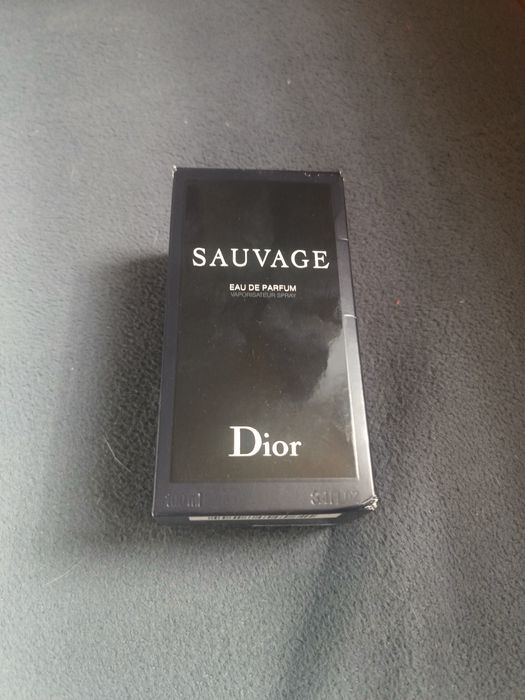 SAUVAGE
EAU DE PARFUM
VAPORISATEUR SPRAY
Dior